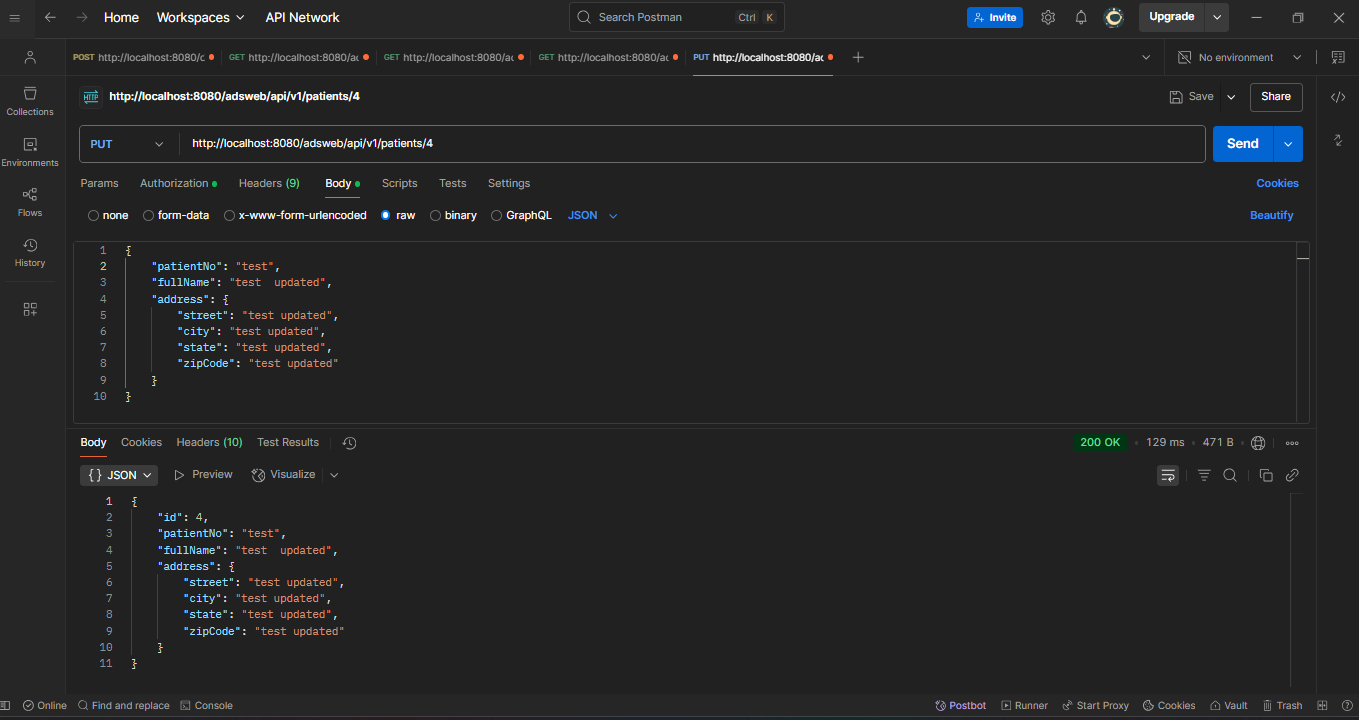 Home Workspaces API Network Search Postman Ctrl K Invite Upgrade
POST http://localhost:8080/c GET http://localhost:8080/ac GET http://localhost:8080/ac GET http://localhost:8080/ac PUT http://localhost:8080/ac No environment
HTTP http://localhost:8080/adsweb/api/v1/patients/4 Save Share
Collections
Environments
Flows
History
PUT http://localhost:8080/adsweb/api/v1/patients/4 Send
Params Authorization Headers (9) Body Scripts Tests Settings Cookies
none form-data x-www-form-urlencoded raw binary GraphQL JSON Beautify
1 {
2 "patientNo": "test",
3 "fullName": "test  updated",
4 "address": {
5 "street": "test updated",
6 "city": "test updated",
7 "state": "test updated",
8 "zipCode": "test updated"
9 }
10 }
Body Cookies Headers (10) Test Results 200 OK 129 ms 471 B
{} JSON Preview Visualize
1 {
2 "id": 4,
3 "patientNo": "test",
4 "fullName": "test  updated",
5 "address": {
6 "street": "test updated",
7 "city": "test updated",
8 "state": "test updated",
9 "zipCode": "test updated"
10 }
11 }
Online Find and replace Console Postbot Runner Start Proxy Cookies Vault Trash